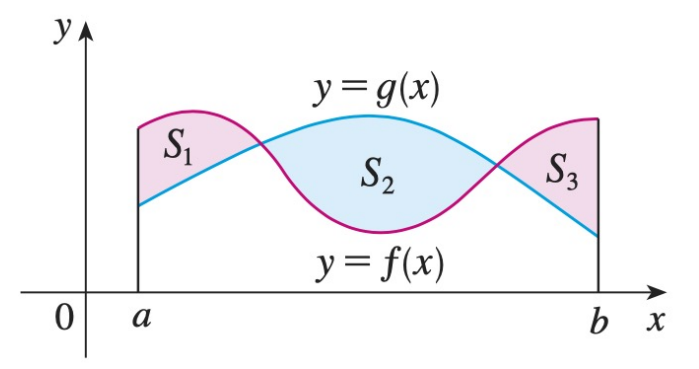 y
y = g(x)
S₁
S₂
S₃
y = f(x)
0
a
b
x